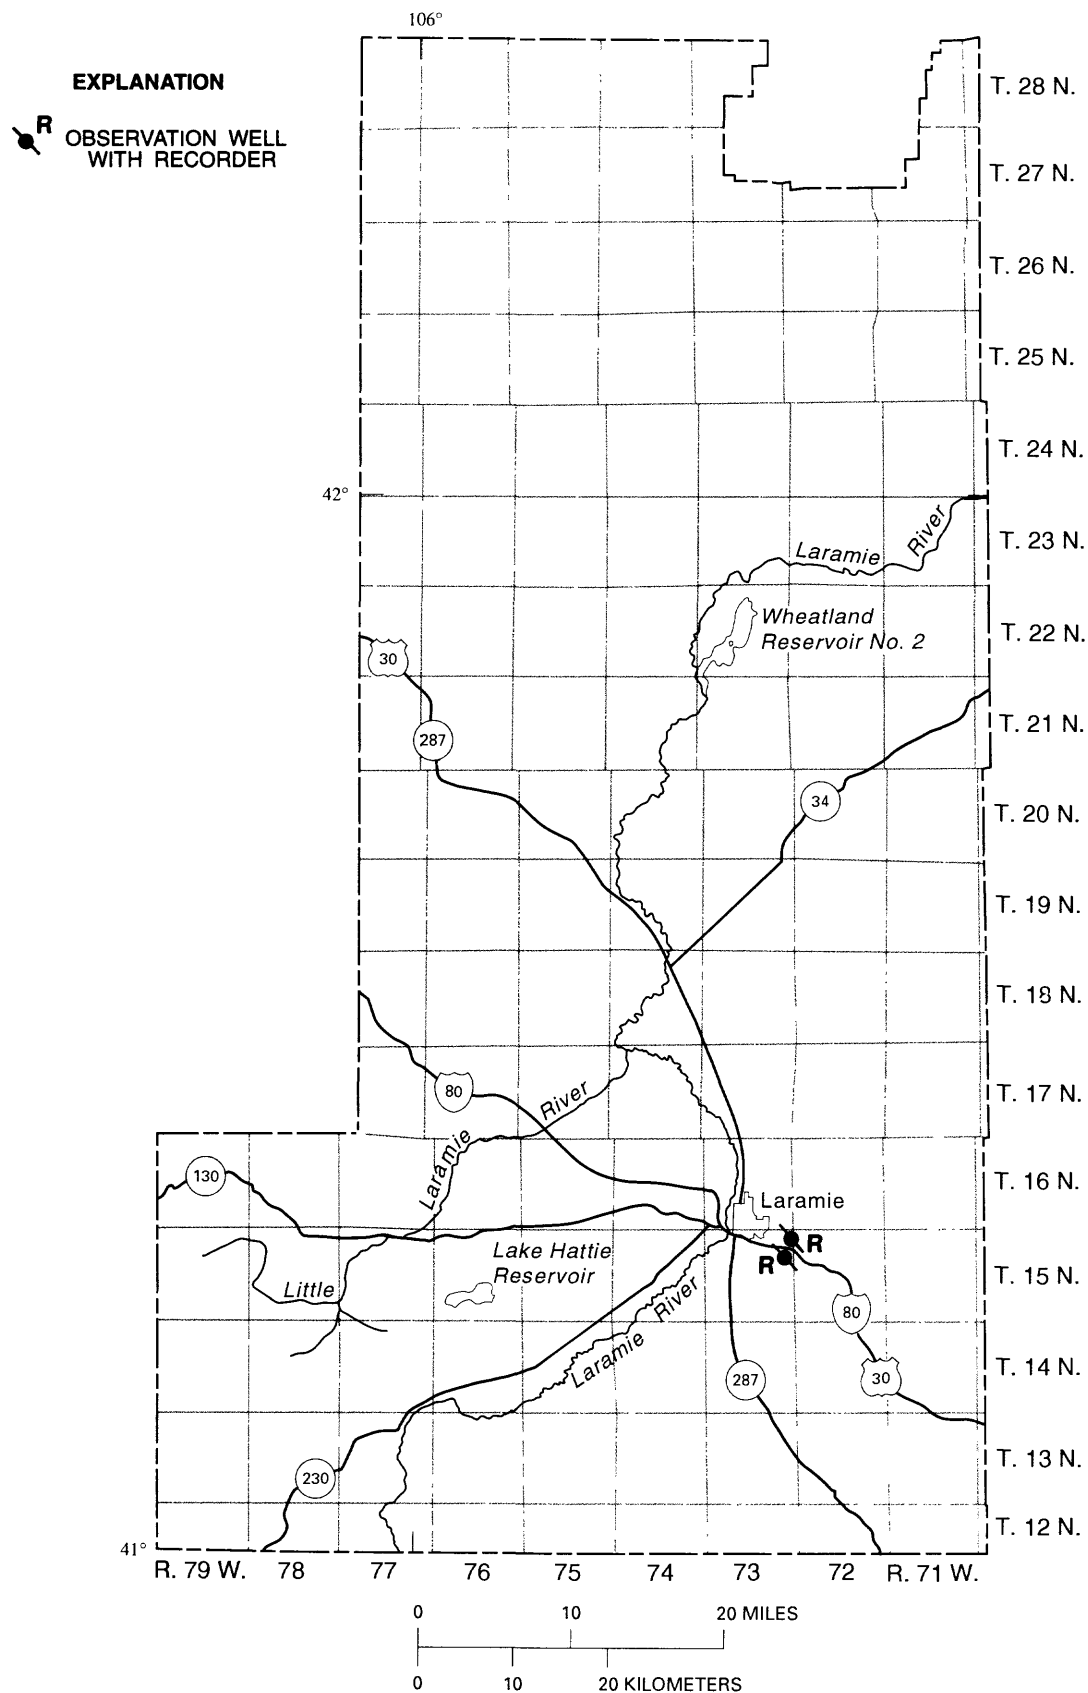 106°
EXPLANATION
R
OBSERVATION WELL
WITH RECORDER
T. 28 N.
T. 27 N.
T. 26 N.
T. 25 N.
T. 24 N.
42°
T. 23 N.
Laramie River
Wheatland
Reservoir No. 2
T. 22 N.
30
T. 21 N.
287
34
T. 20 N.
T. 19 N.
T. 18 N.
80
T. 17 N.
Laramie River
130
T. 16 N.
Laramie
R
R
Lake Hattie
Reservoir
T. 15 N.
Little
Laramie River
80
T. 14 N.
287
30
T. 13 N.
230
T. 12 N.
41°
R. 79 W. 78 77 76 75 74 73 72 R. 71 W.
0 10 20 MILES
0 10 20 KILOMETERS